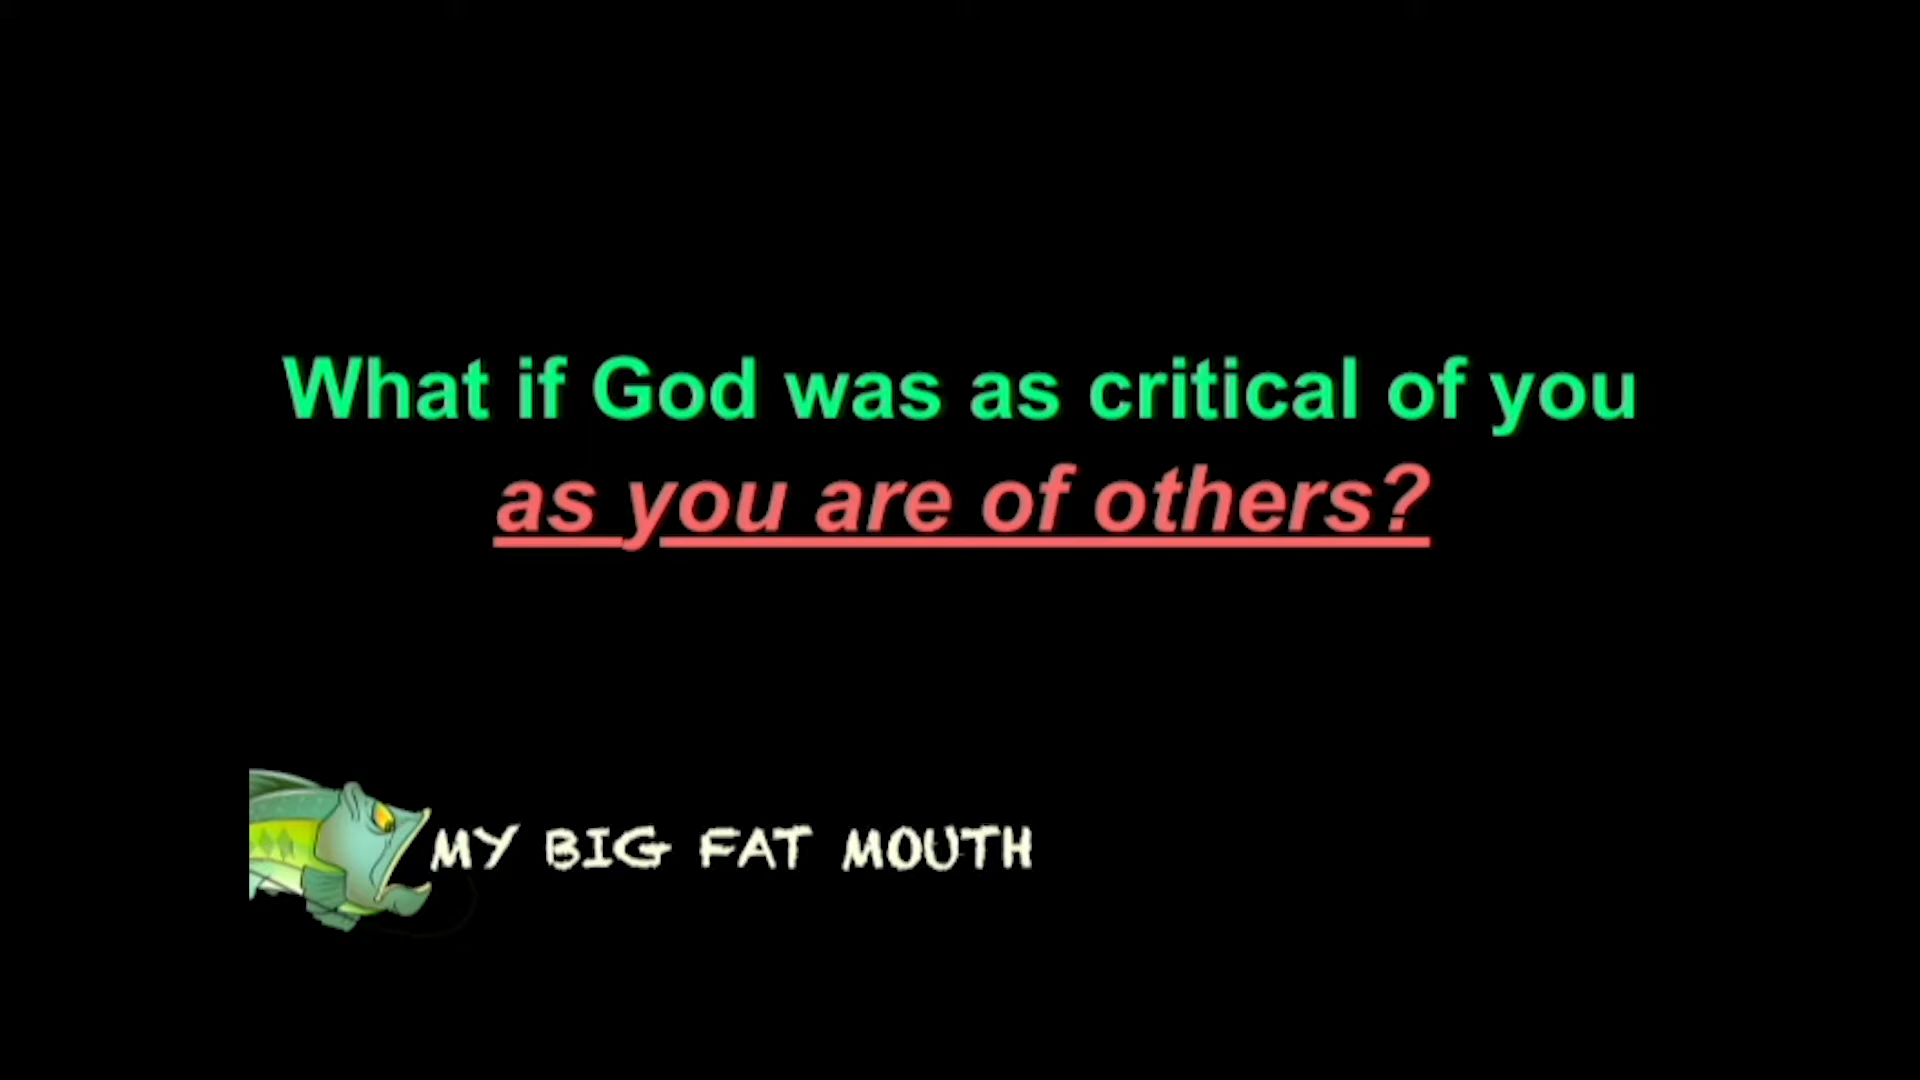 What if God was as critical of you
as you are of others?
MY BIG FAT MOUTH